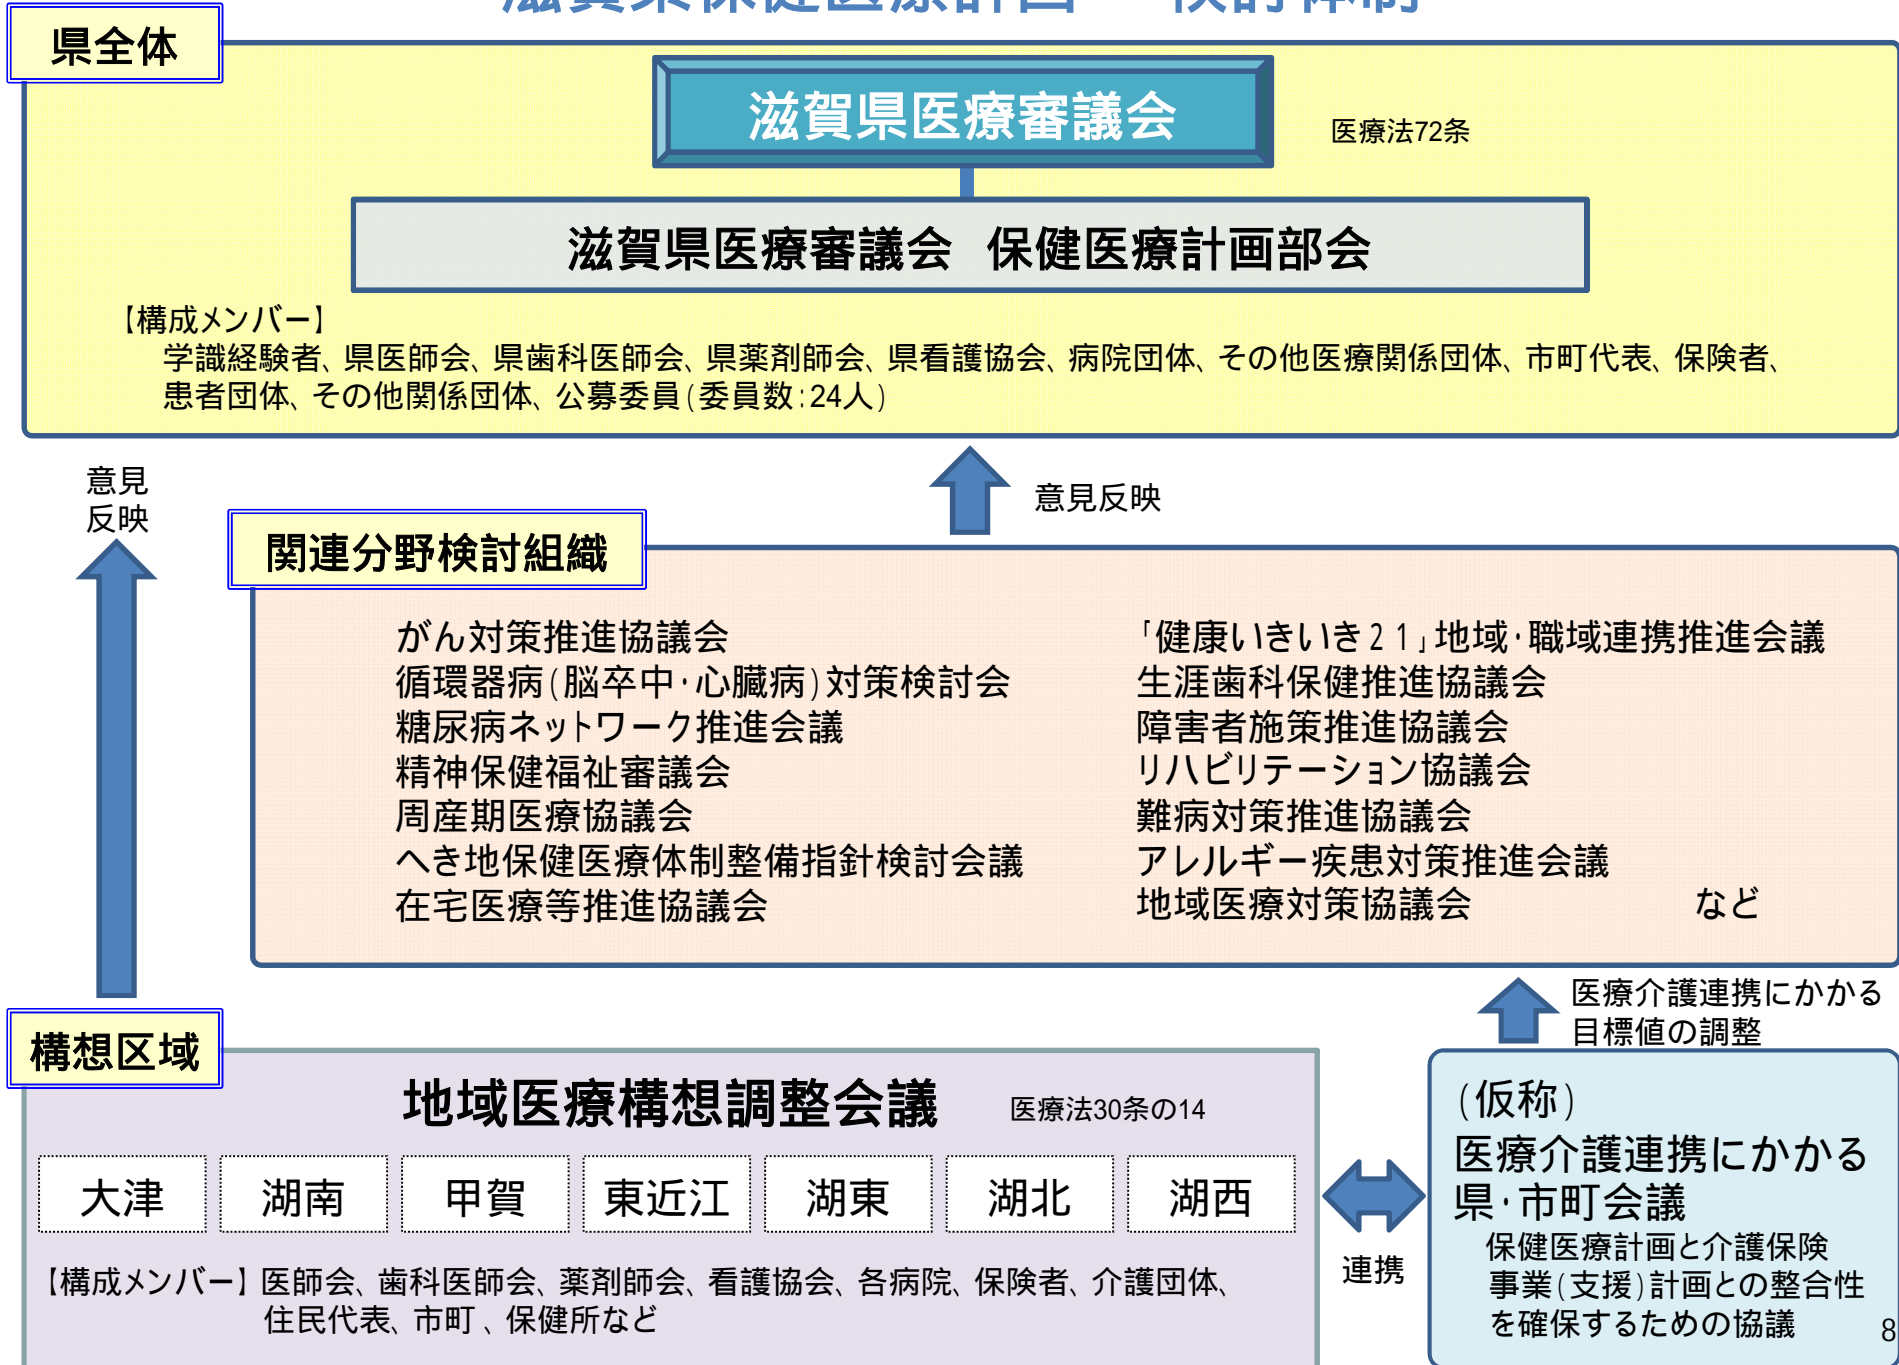 滋賀県保健医療計画　検討体制
県全体
滋賀県医療審議会
医療法72条
滋賀県医療審議会　保健医療計画部会
【構成メンバー】
学識経験者、県医師会、県歯科医師会、県薬剤師会、県看護協会、病院団体、その他医療関係団体、市町代表、保険者、
患者団体、その他関係団体、公募委員(委員数:24人)
意見
反映
意見反映
関連分野検討組織
がん対策推進協議会
循環器病(脳卒中・心臓病)対策検討会
糖尿病ネットワーク推進会議
精神保健福祉審議会
周産期医療協議会
へき地保健医療体制整備指針検討会議
在宅医療等推進協議会
「健康いきいき21」地域・職域連携推進会議
生涯歯科保健推進協議会
障害者施策推進協議会
リハビリテーション協議会
難病対策推進協議会
アレルギー疾患対策推進会議
地域医療対策協議会　など
医療介護連携にかかる
目標値の調整
構想区域
地域医療構想調整会議
医療法30条の14
大津
湖南
甲賀
東近江
湖東
湖北
湖西
【構成メンバー】医師会、歯科医師会、薬剤師会、看護協会、各病院、保険者、介護団体、
住民代表、市町、保健所など
連携
(仮称)
医療介護連携にかかる
県・市町会議
保健医療計画と介護保険
事業(支援)計画との整合性
を確保するための協議
8